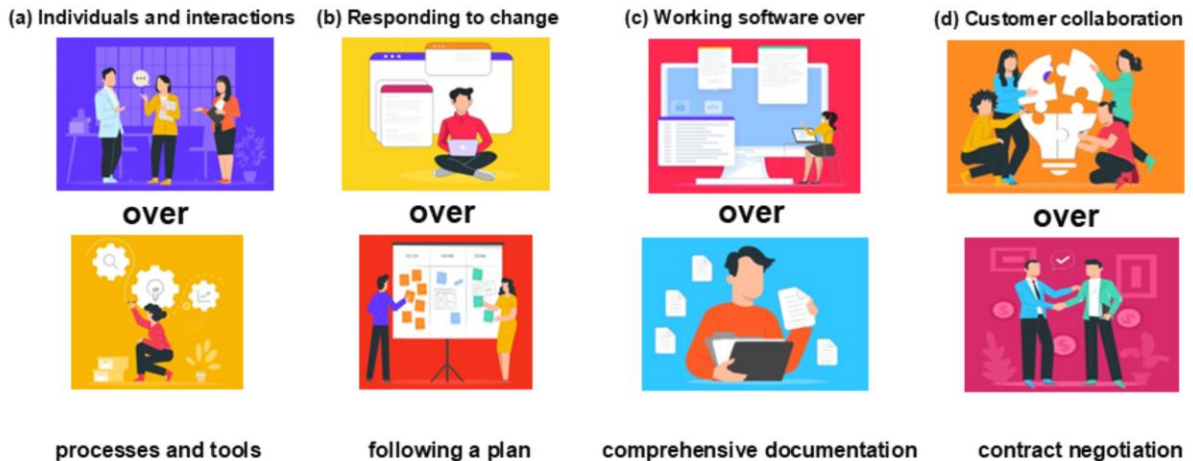 (a) Individuals and interactions
(b) Responding to change
(c) Working software over
(d) Customer collaboration
over
over
over
over
processes and tools
following a plan
comprehensive documentation
contract negotiation